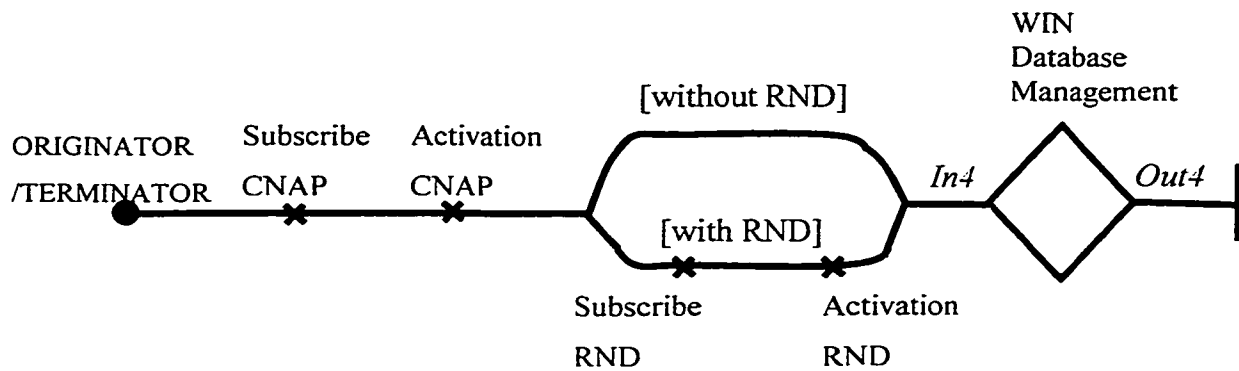 ORIGINATOR
/TERMINATOR
Subscribe
CNAP
Activation
CNAP
[without RND]
[with RND]
Subscribe
RND
Activation
RND
In4
WIN
Database
Management
Out4